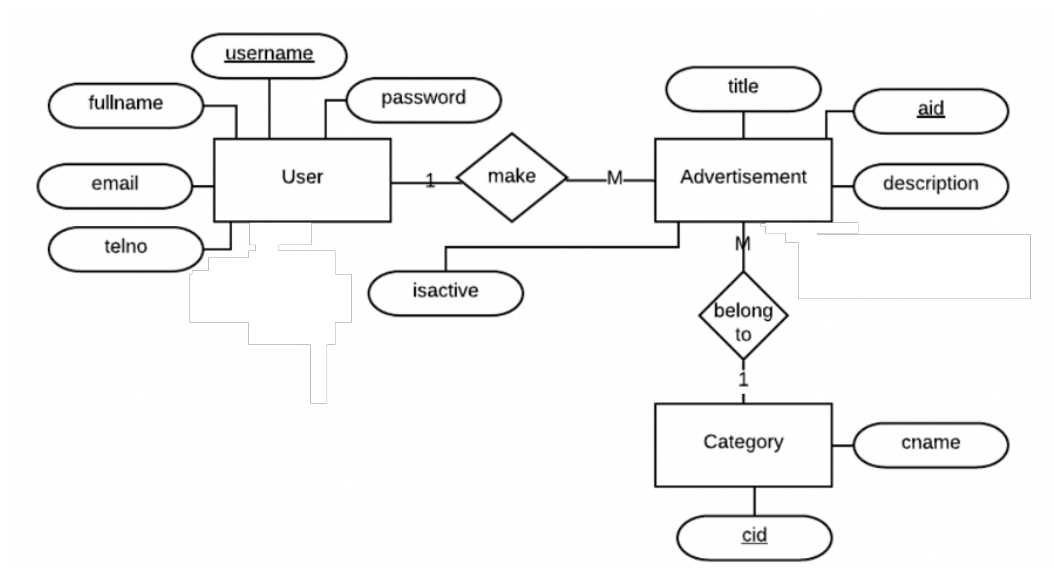 username
fullname
password
title
aid
User
1
make
M
Advertisement
email
description
telno
M
isactive
belong
to
1
Category
cname
cid